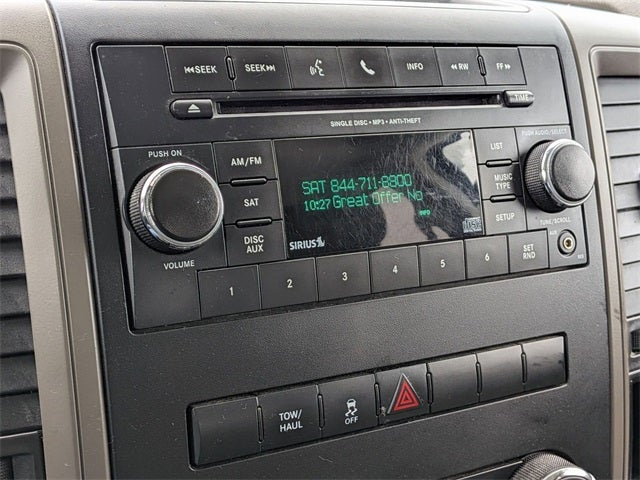 SEEK
SEEK
INFO
RW
FF
TIME
SINGLE DISC • MP3 • ANTI-THEFT
PUSH ON
PUSH AUDIO/SELECT
AM/FM
SAT
DISC
AUX
VOLUME
SAT 844-711-8800
10:27 Great Offer No
SIRIUS
LIST
MUSIC
TYPE
SETUP
TUNE/SCROLL
AUX
SET
RND
1
2
3
4
5
6
TOW/
HAUL
OFF